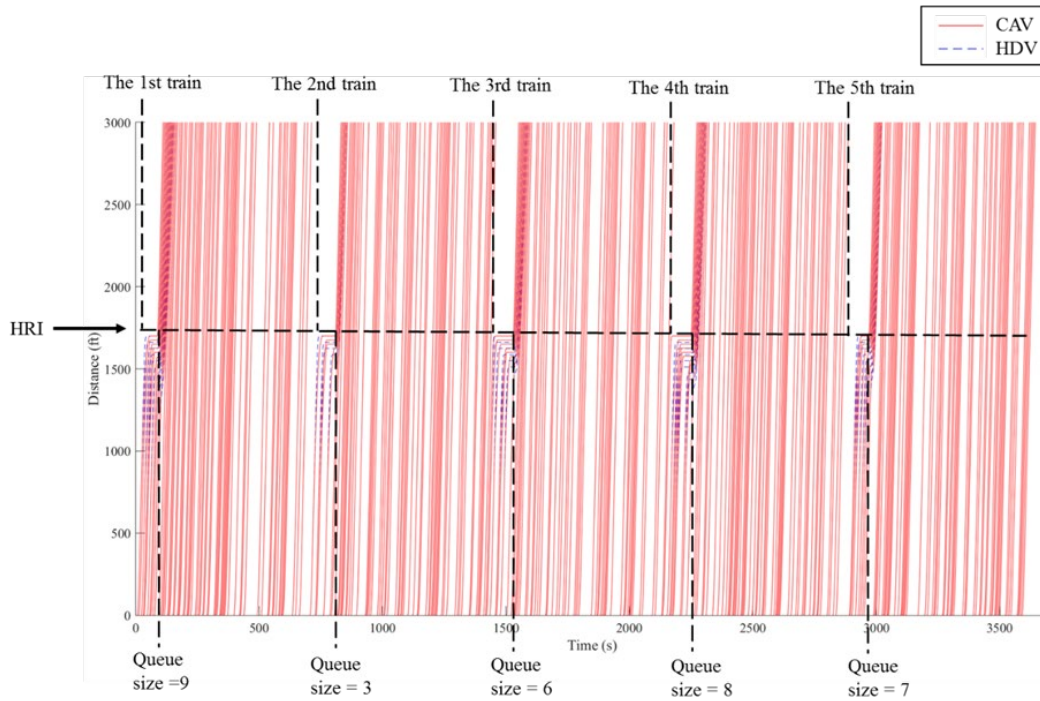 CAV
HDV
The 1st train
The 2nd train
The 3rd train
The 4th train
The 5th train
3000
2500
2000
HRI
Distance (ft)
1500
1000
500
0
0
500
1000
1500
2000
2500
3000
3500
Time (s)
Queue
size =9
Queue
size = 3
Queue
size = 6
Queue
size = 8
Queue
size = 7